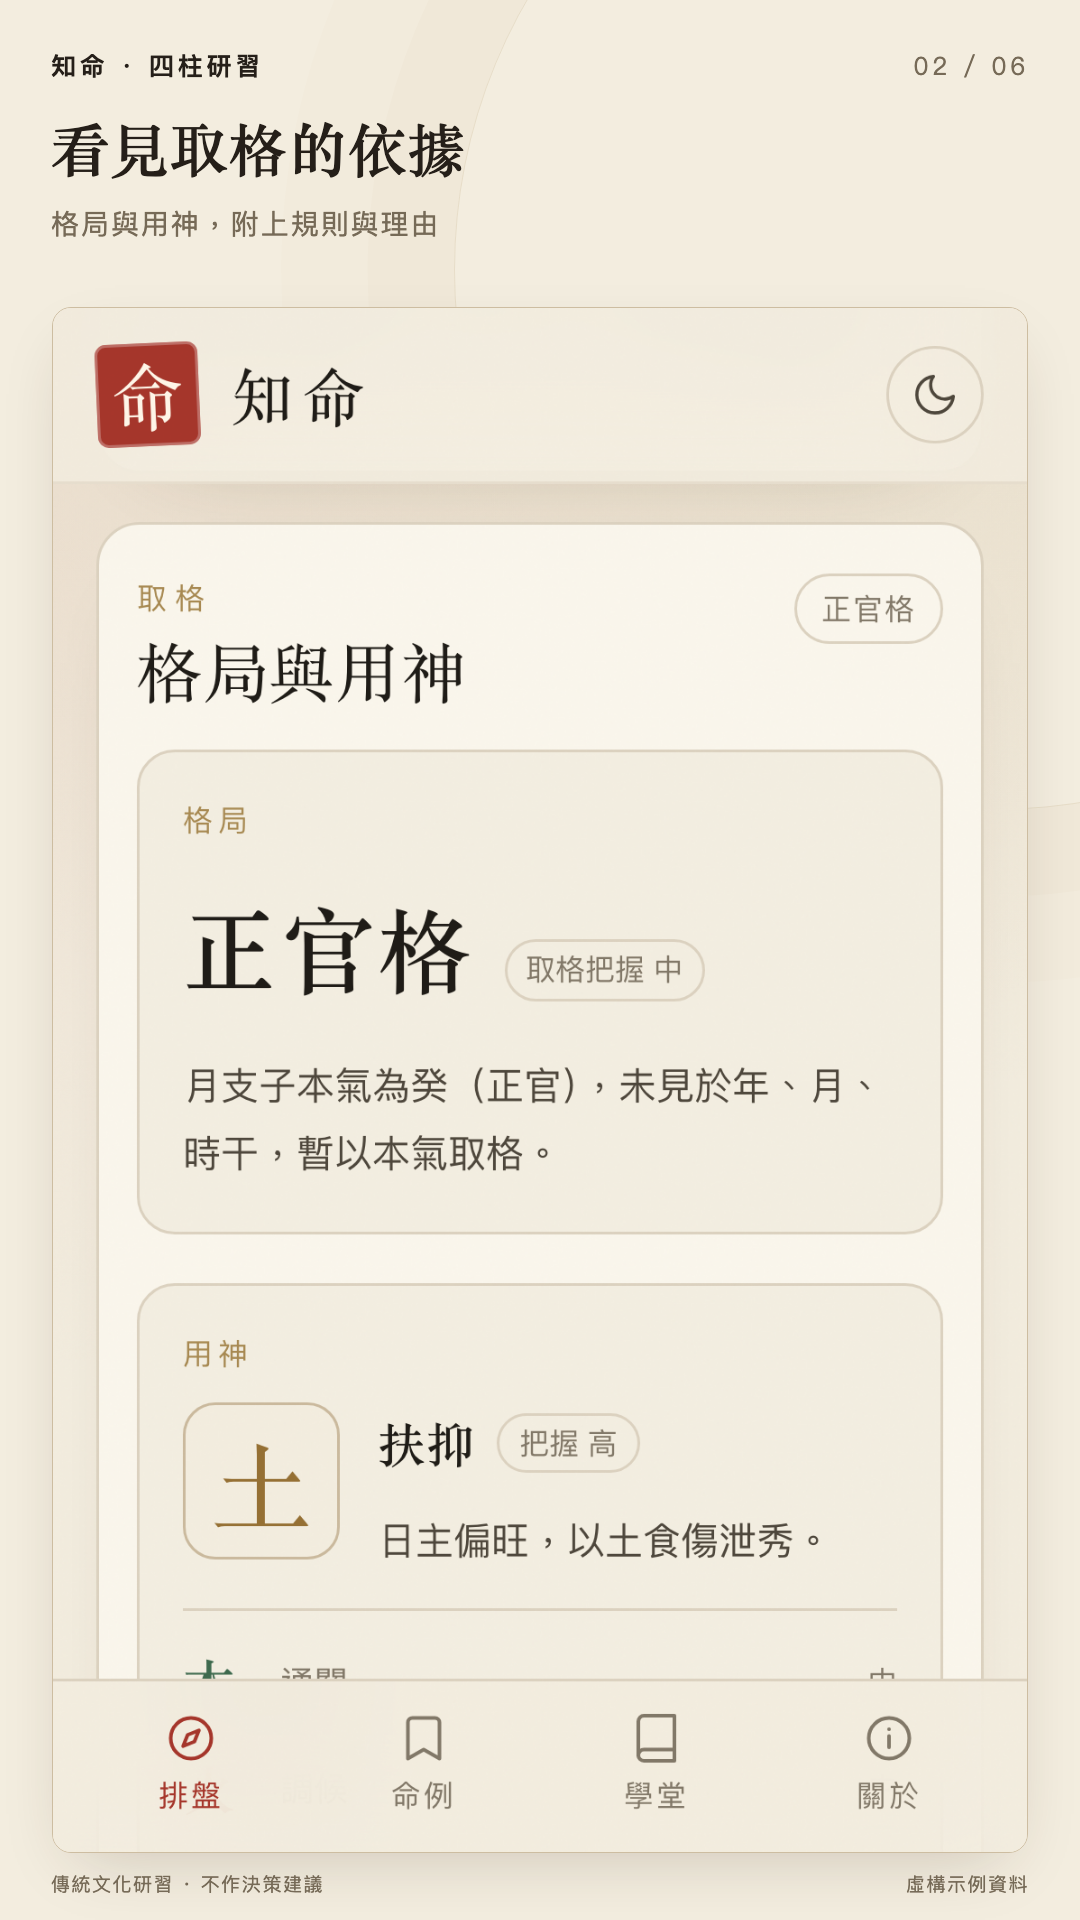 知命 · 四柱研習
02 / 06
看見取格的依據
格局與用神，附上規則與理由
命
知命
取格
正官格
格局與用神
格局
正官格
取格把握 中
月支子本氣為癸（正官），未見於年、月、
時干，暫以本氣取格。
用神
土
扶抑
把握 高
日主偏旺，以土食傷泄秀。
排盤
命例
學堂
關於
傳統文化研習 · 不作決策建議
虛構示例資料